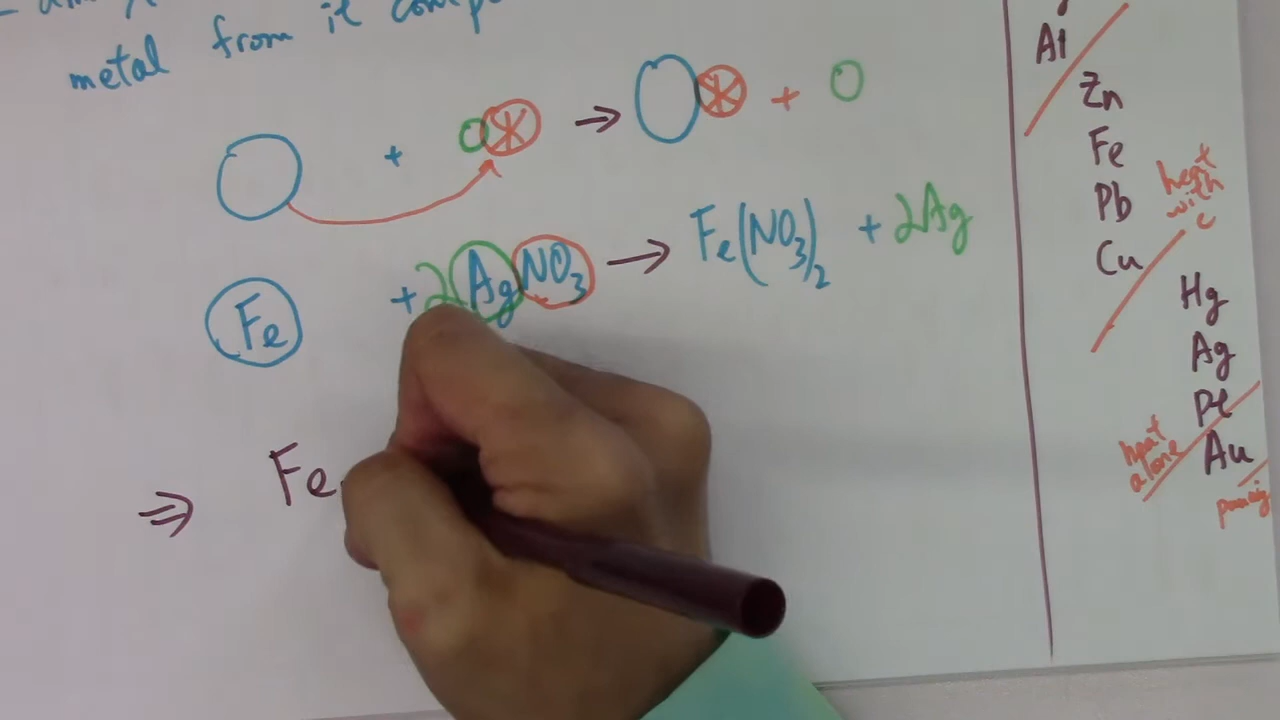 metal from it
+ → +
Fe + 2AgNO₃ → Fe(NO₃)₂ + 2Ag
⇒ Fe
Al
Zn
Fe
Pb
Cu
heat
with
c
Hg
Ag
Pt
Au
heat
alone